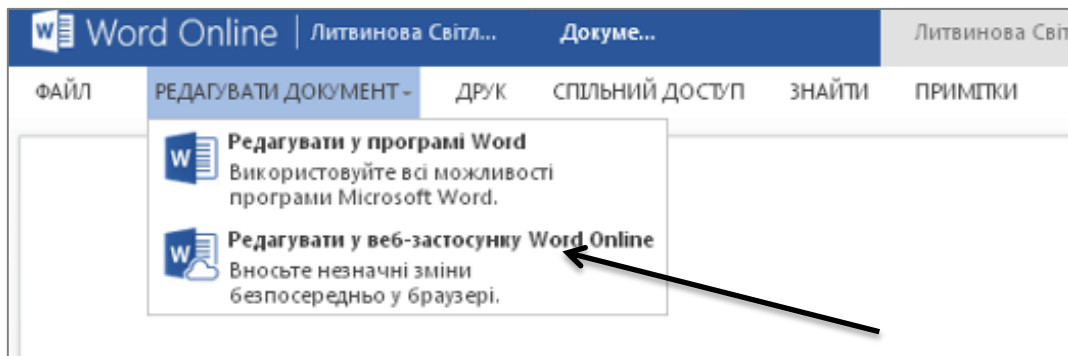 Word Online | Литвинова Світл... Докуме... Литвинова Світ
ФАЙЛ РЕДАГУВАТИ ДОКУМЕНТ ДРУК СПІЛЬНИЙ ДОСТУП ЗНАЙТИ ПРИМІТКИ
Редагувати у програмі Word
Використовуйте всі можливості
програми Microsoft Word.
Редагувати у веб-застосунку Word Online
Вносьте незначні зміни
безпосередньо у браузері.